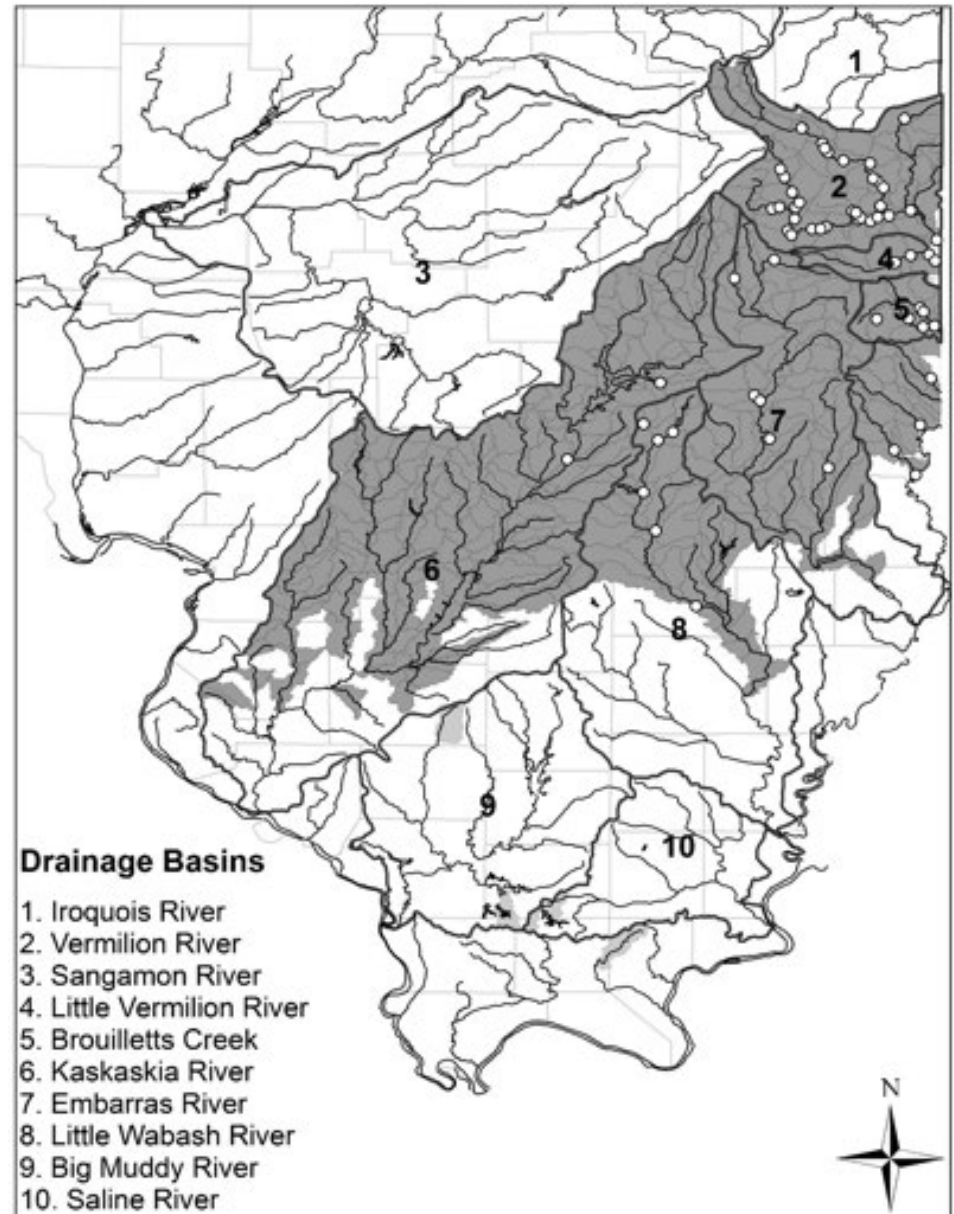 1
2
3
4
5
6
7
8
9
10
Drainage Basins
1. Iroquois River
2. Vermilion River
3. Sangamon River
4. Little Vermilion River
5. Brouilletts Creek
6. Kaskaskia River
7. Embarras River
8. Little Wabash River
9. Big Muddy River
10. Saline River
N